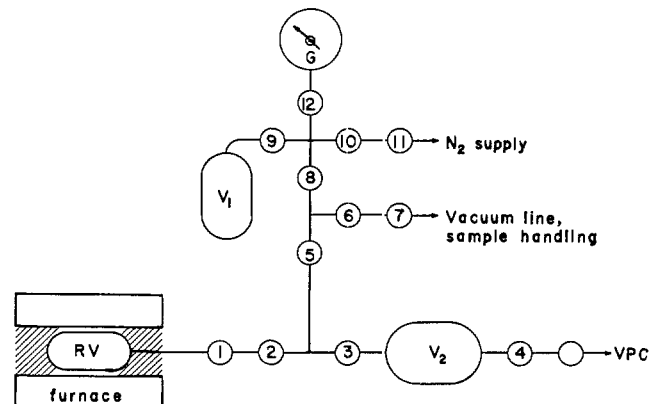 G
12
9
10
11
N₂ supply
8
V₁
6
7
Vacuum line,
sample handling
5
RV
1
2
3
V₂
4
VPC
furnace